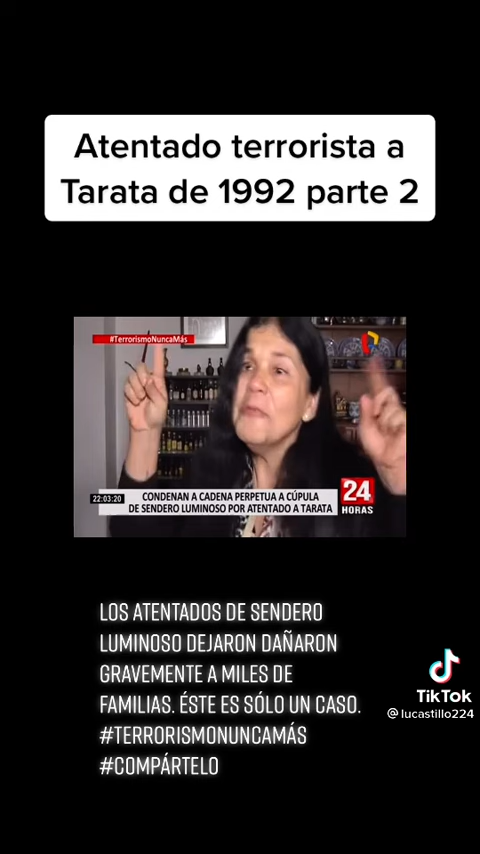 Atentado terrorista a
Tarata de 1992 parte 2
#TerrorismoNuncaMás
22:03:20
CONDENAN A CADENA PERPETUA A CÚPULA
DE SENDERO LUMINOSO POR ATENTADO A TARATA
24
HORAS
LOS ATENTADOS DE SENDERO
LUMINOSO DEJARON DAÑARON
GRAVEMENTE A MILES DE
FAMILIAS. ÉSTE ES SÓLO UN CASO.
#TERRORISMONUNCAMÁS
#COMPÁRTELO
TikTok
@lucastillo224